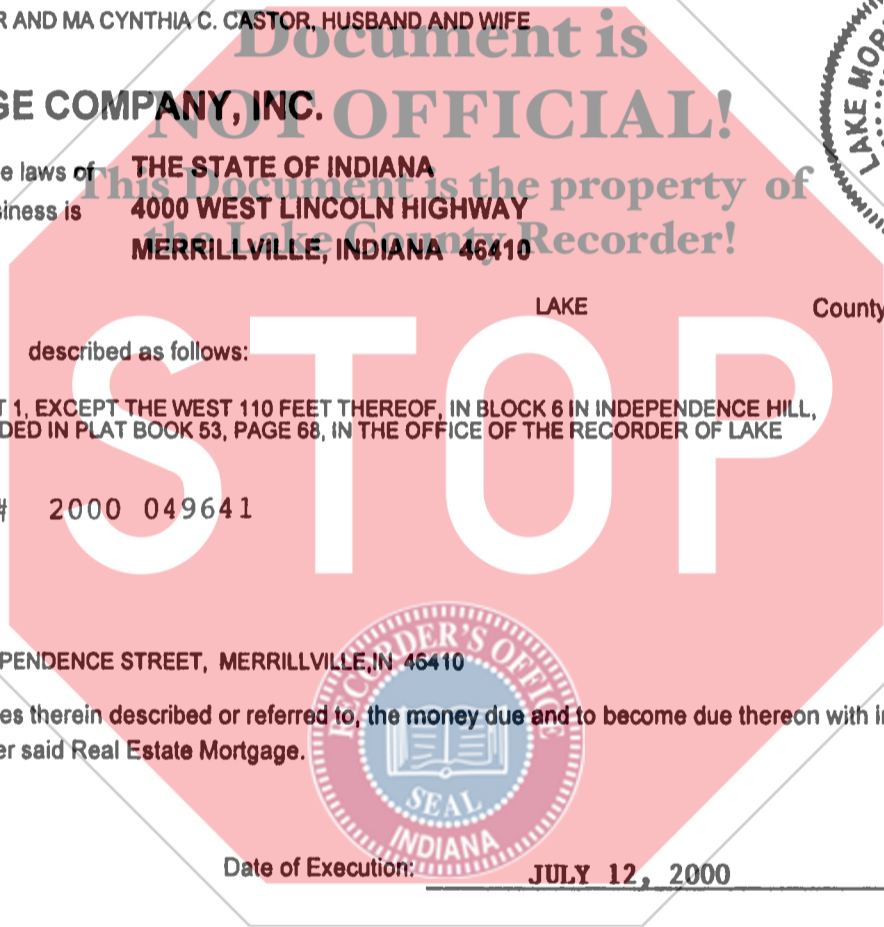 R AND MA CYNTHIA C. CASTOR, HUSBAND AND WIFE
Document is
GE COMPANY, INC.
NOT OFFICIAL!
LAKE MOR
e laws of THE STATE OF INDIANA
This Document is the property of
siness is 4000 WEST LINCOLN HIGHWAY
the Lake County Recorder!
MERRILLVILLE, INDIANA 46410
LAKE County
described as follows:
STOP
T 1, EXCEPT THE WEST 110 FEET THEREOF, IN BLOCK 6 IN INDEPENDENCE HILL,
DED IN PLAT BOOK 53, PAGE 68, IN THE OFFICE OF THE RECORDER OF LAKE
# 2000 049641
PENDENCE STREET, MERRILLVILLE,IN 46410
RECORDER'S OFFICE
es therein described or referred to, the money due and to become due thereon with in
er said Real Estate Mortgage.
SEAL
INDIANA
Date of Execution: JULY 12, 2000